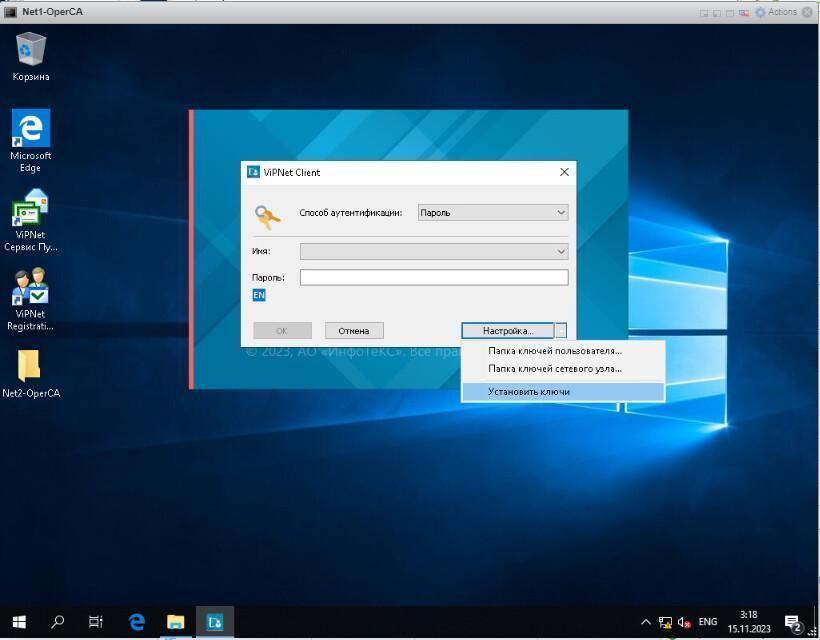 Net1-OperCA
Actions
Корзина
Microsoft
Edge
ViPNet
Сервис Пу...
ViPNet
Registrati...
Net2-OperCA
ViPNet Client
Способ аутентификации:
Пароль
Имя:
Пароль:
EN
OK
Отмена
Настройка...
© 2023, АО «ИнфоТеКС». Все пра
Папка ключей пользователя...
Папка ключей сетевого узла...
Установить ключи
ENG
3:18
15.11.2023
2